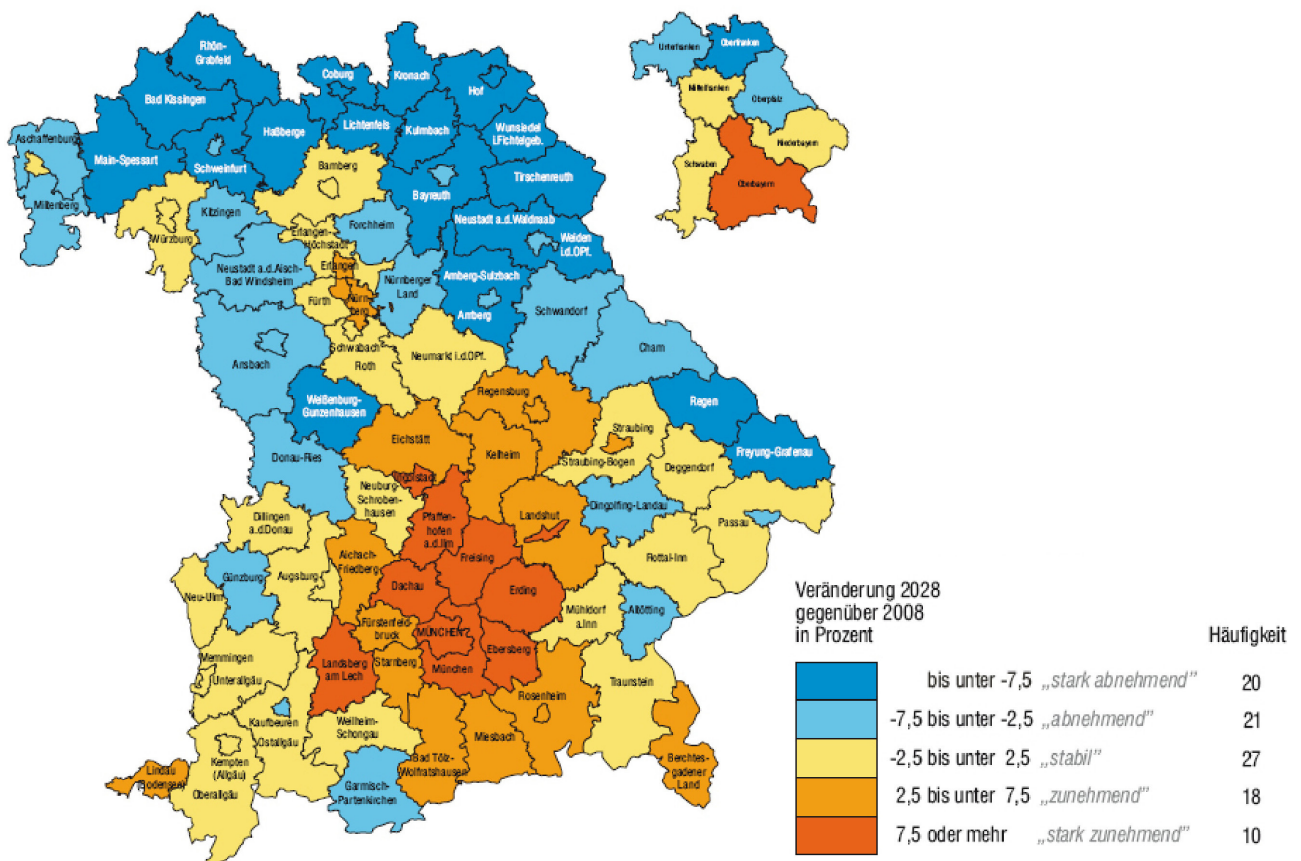 Rhön-
Grabfeld
Coburg
Kronach
Hof
Bad Kissingen
Lichtenfels
Kulmbach
Wunsiedel
i.Fichtelgeb.
Aschaffenburg
Haßberge
Main-Spessart
Schweinfurt
Bamberg
Tirschenreuth
Bayreuth
Miltenberg
Kitzingen
Neustadt a.d.Waldnaab
Forchheim
Würzburg
Erlangen-
Höchstadt
Weiden
i.d.OPf.
Neustadt a.d.Aisch-
Bad Windsheim
Erlangen
Nürnberger
Land
Amberg-Sulzbach
Fürth
Nürn-
berg
Amberg
Schwandorf
Cham
Ansbach
Schwabach
Roth
Neumarkt i.d.OPf.
Weißenburg-
Gunzenhausen
Regensburg
Regen
Eichstätt
Straubing
Freyung-Grafenau
Donau-Ries
Kelheim
Straubing-Bogen
Deggendorf
Ingolstadt
Neuburg-
Schroben-
hausen
Dingolfing-Landau
Dillingen
a.d.Donau
Pfaffen-
hofen
a.d.Ilm
Landshut
Passau
Aichach-
Friedberg
Freising
Rottal-Inn
Günzburg
Augsburg
Neu-Ulm
Dachau
Erding
Mühldorf
a.Inn
Altötting
Fürstenfeld-
bruck
MÜNCHEN
Ebersberg
Memmingen
Unterallgäu
Landsberg
am Lech
Starnberg
München
Traunstein
Rosenheim
Kaufbeuren
Ostallgäu
Weilheim-
Schongau
Miesbach
Bad Tölz-
Wolfratshausen
Berchtes-
gadener
Land
Lindau
(Bodensee)
Kempten
(Allgäu)
Oberallgäu
Garmisch-
Partenkirchen
Unterfranken
Oberfranken
Mittelfranken
Oberpfalz
Niederbayern
Schwaben
Oberbayern
Veränderung 2028
gegenüber 2008
in Prozent Häufigkeit
bis unter -7,5 „stark abnehmend” 20
-7,5 bis unter -2,5 „abnehmend” 21
-2,5 bis unter 2,5 „stabil” 27
2,5 bis unter 7,5 „zunehmend” 18
7,5 oder mehr „stark zunehmend” 10